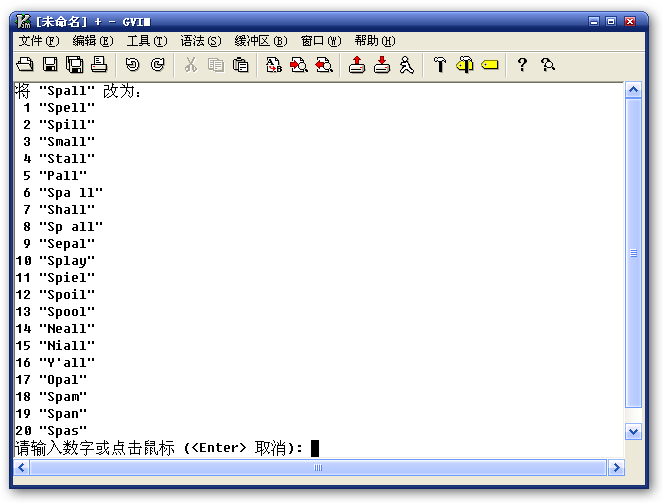 [未命名] + - GVIM
文件(F) 编辑(E) 工具(T) 语法(S) 缓冲区(B) 窗口(W) 帮助(H)
将 "Spall" 改为:
1 "Spell"
2 "Spill"
3 "Small"
4 "Stall"
5 "Pall"
6 "Spa ll"
7 "Shall"
8 "Sp all"
9 "Sepal"
10 "Splay"
11 "Spiel"
12 "Spoil"
13 "Spool"
14 "Neall"
15 "Niall"
16 "Y'all"
17 "Opal"
18 "Spam"
19 "Span"
20 "Spas"
请输入数字或点击鼠标 (<Enter> 取消):